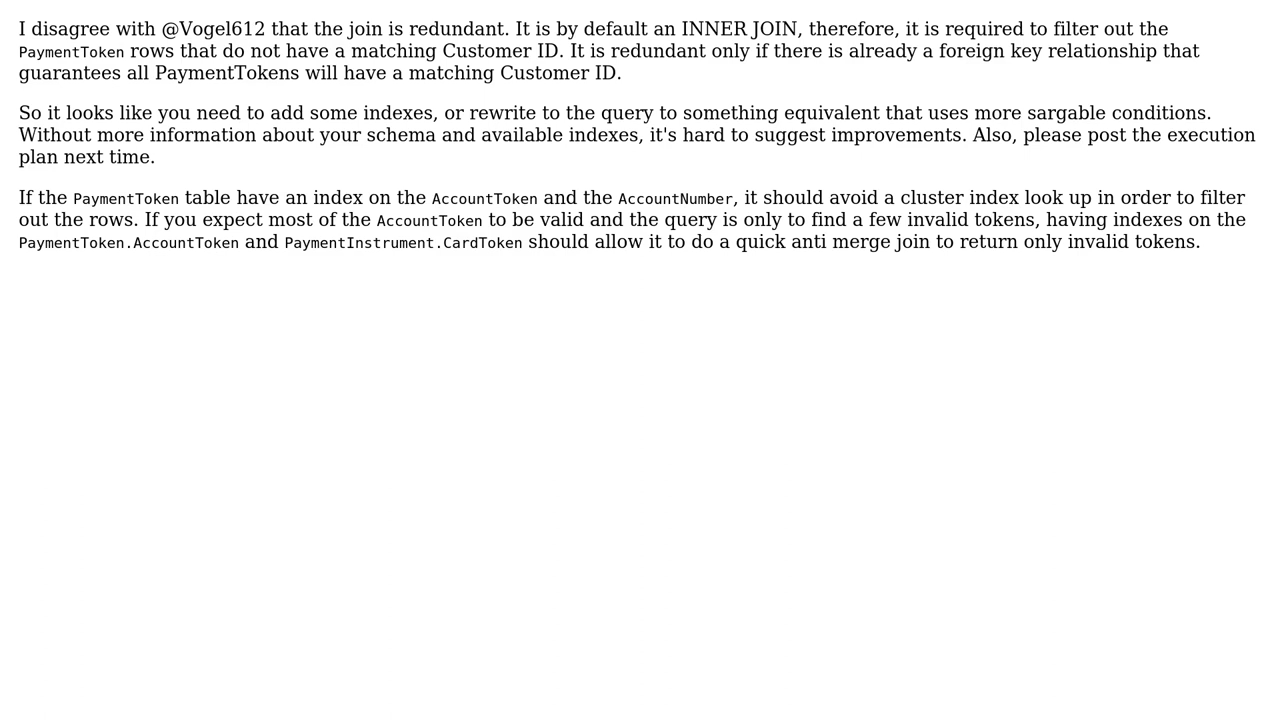 I disagree with @Vogel612 that the join is redundant. It is by default an INNER JOIN, therefore, it is required to filter out the
PaymentToken rows that do not have a matching Customer ID. It is redundant only if there is already a foreign key relationship that
guarantees all PaymentTokens will have a matching Customer ID.
So it looks like you need to add some indexes, or rewrite to the query to something equivalent that uses more sargable conditions.
Without more information about your schema and available indexes, it's hard to suggest improvements. Also, please post the execution
plan next time.
If the PaymentToken table have an index on the AccountToken and the AccountNumber, it should avoid a cluster index look up in order to filter
out the rows. If you expect most of the AccountToken to be valid and the query is only to find a few invalid tokens, having indexes on the
PaymentToken.AccountToken and PaymentInstrument.CardToken should allow it to do a quick anti merge join to return only invalid tokens.